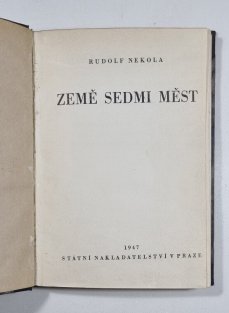 RUDOLF NEKOLA
ZEMĚ SEDMI MĚST
1947
STÁTNÍ NAKLADATELSTVÍ V PRAZE